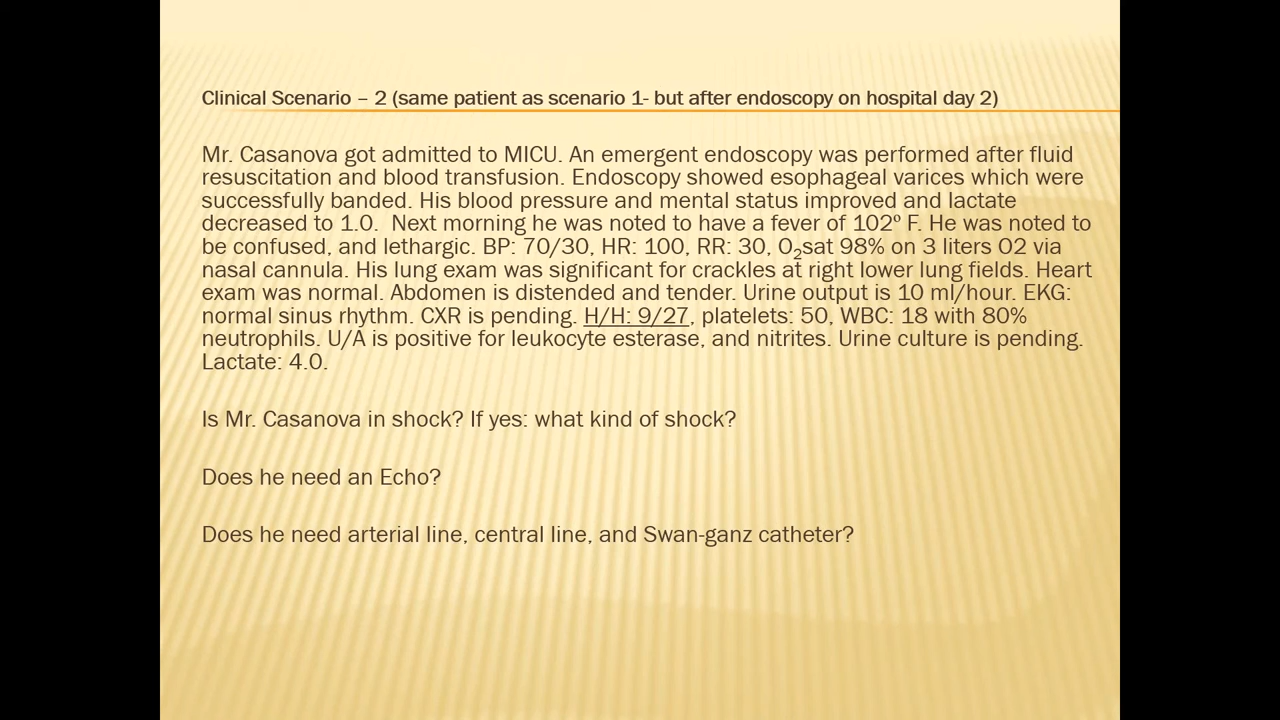 Clinical Scenario – 2 (same patient as scenario 1- but after endoscopy on hospital day 2)
Mr. Casanova got admitted to MICU. An emergent endoscopy was performed after fluid
resuscitation and blood transfusion. Endoscopy showed esophageal varices which were
successfully banded. His blood pressure and mental status improved and lactate
decreased to 1.0.  Next morning he was noted to have a fever of 102º F. He was noted to
be confused, and lethargic. BP: 70/30, HR: 100, RR: 30, O₂sat 98% on 3 liters O2 via
nasal cannula. His lung exam was significant for crackles at right lower lung fields. Heart
exam was normal. Abdomen is distended and tender. Urine output is 10 ml/hour. EKG:
normal sinus rhythm. CXR is pending. H/H: 9/27, platelets: 50, WBC: 18 with 80%
neutrophils. U/A is positive for leukocyte esterase, and nitrites. Urine culture is pending.
Lactate: 4.0.
Is Mr. Casanova in shock? If yes: what kind of shock?
Does he need an Echo?
Does he need arterial line, central line, and Swan-ganz catheter?